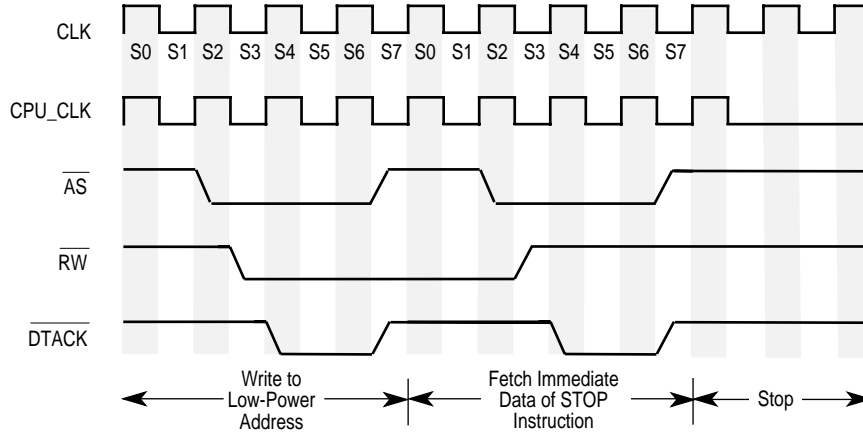 CLK
S0 S1 S2 S3 S4 S5 S6 S7 S0 S1 S2 S3 S4 S5 S6 S7
CPU_CLK
AS
RW
DTACK
Write to
Low-Power
Address
Fetch Immediate
Data of STOP
Instruction
Stop